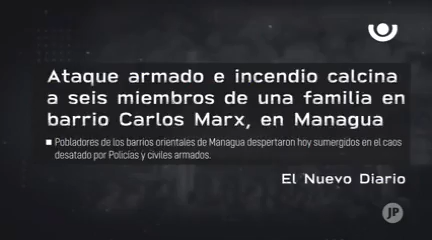 Ataque armado e incendio calcina
a seis miembros de una familia en
barrio Carlos Marx, en Managua
Pobladores de los barrios orientales de Managua despertaron hoy sumergidos en el caos
desatado por Policías y civiles armados.
El Nuevo Diario
JP